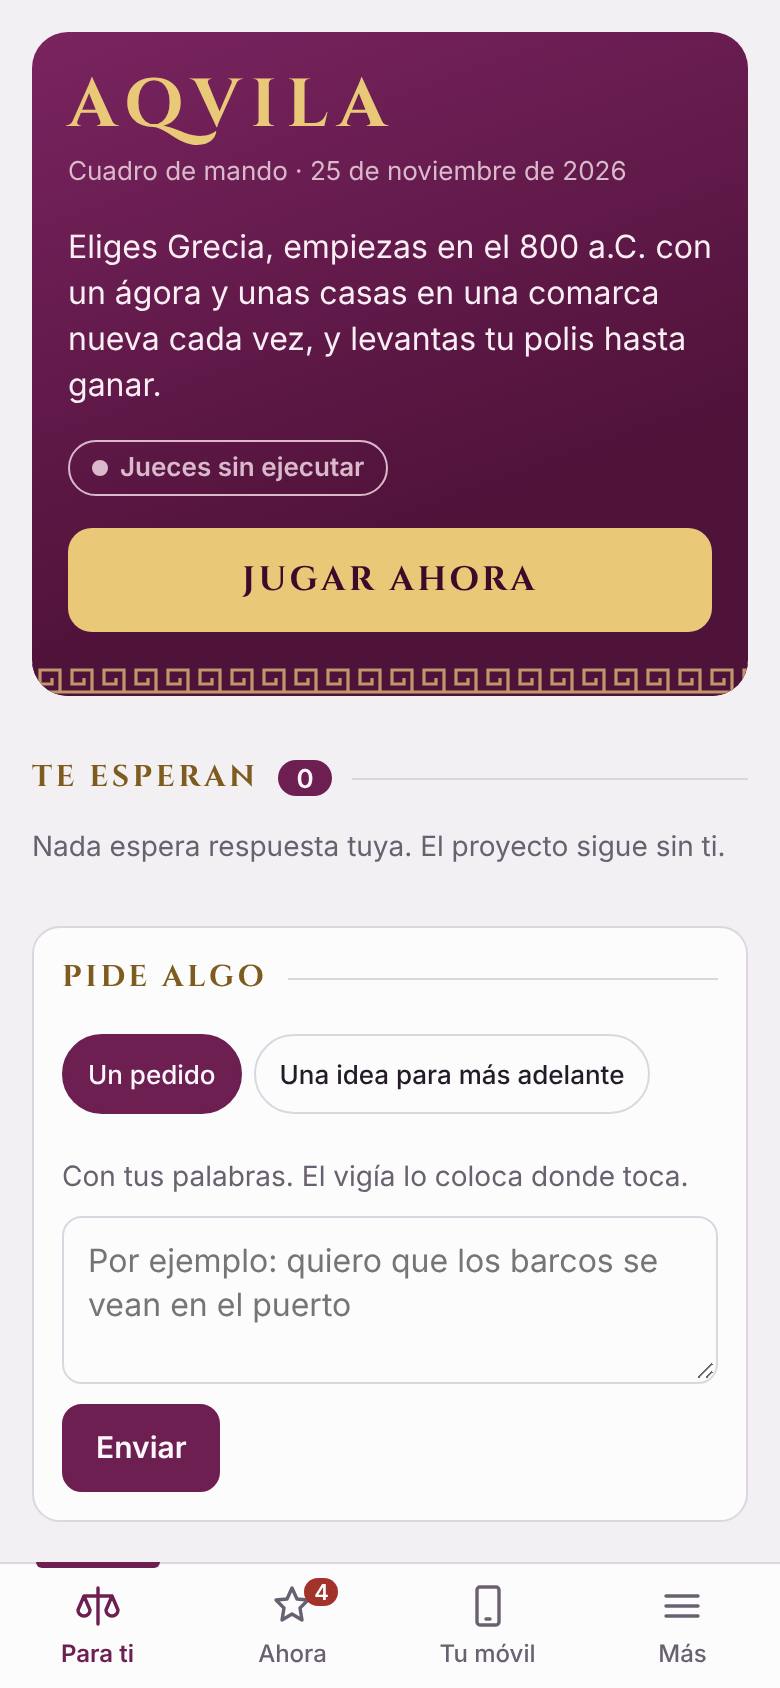 AQVILA
Cuadro de mando · 25 de noviembre de 2026
Eliges Grecia, empiezas en el 800 a.C. con
un ágora y unas casas en una comarca
nueva cada vez, y levantas tu polis hasta
ganar.
Jueces sin ejecutar
JUGAR AHORA
TE ESPERAN 0
Nada espera respuesta tuya. El proyecto sigue sin ti.
PIDE ALGO
Un pedido
Una idea para más adelante
Con tus palabras. El vigía lo coloca donde toca.
Por ejemplo: quiero que los barcos se
vean en el puerto
Enviar
4
Para ti
Ahora
Tu móvil
Más